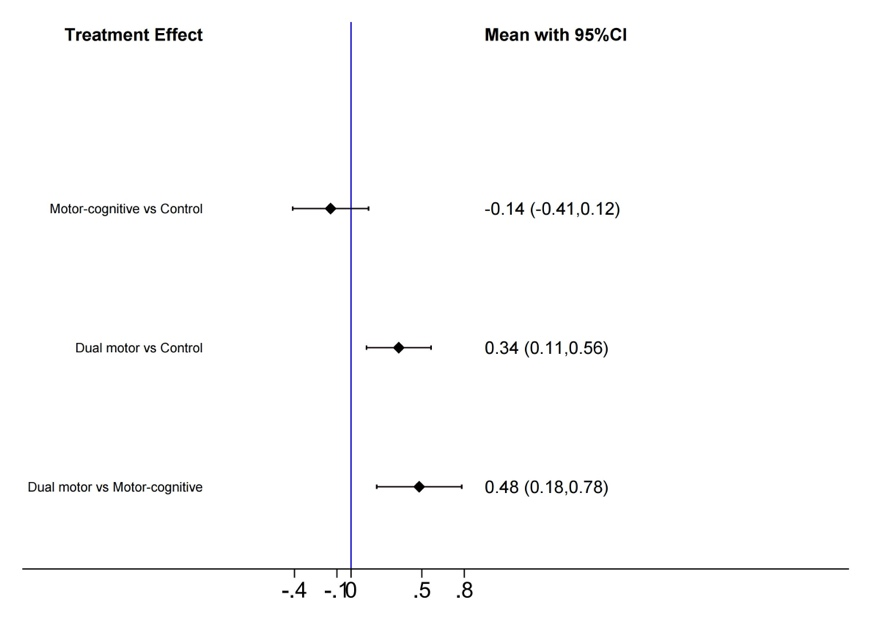 Treatment Effect Mean with 95%CI
Motor-cognitive vs Control -0.14 (-0.41,0.12)
Dual motor vs Control 0.34 (0.11,0.56)
Dual motor vs Motor-cognitive 0.48 (0.18,0.78)
-.4 -.1 0 .5 .8